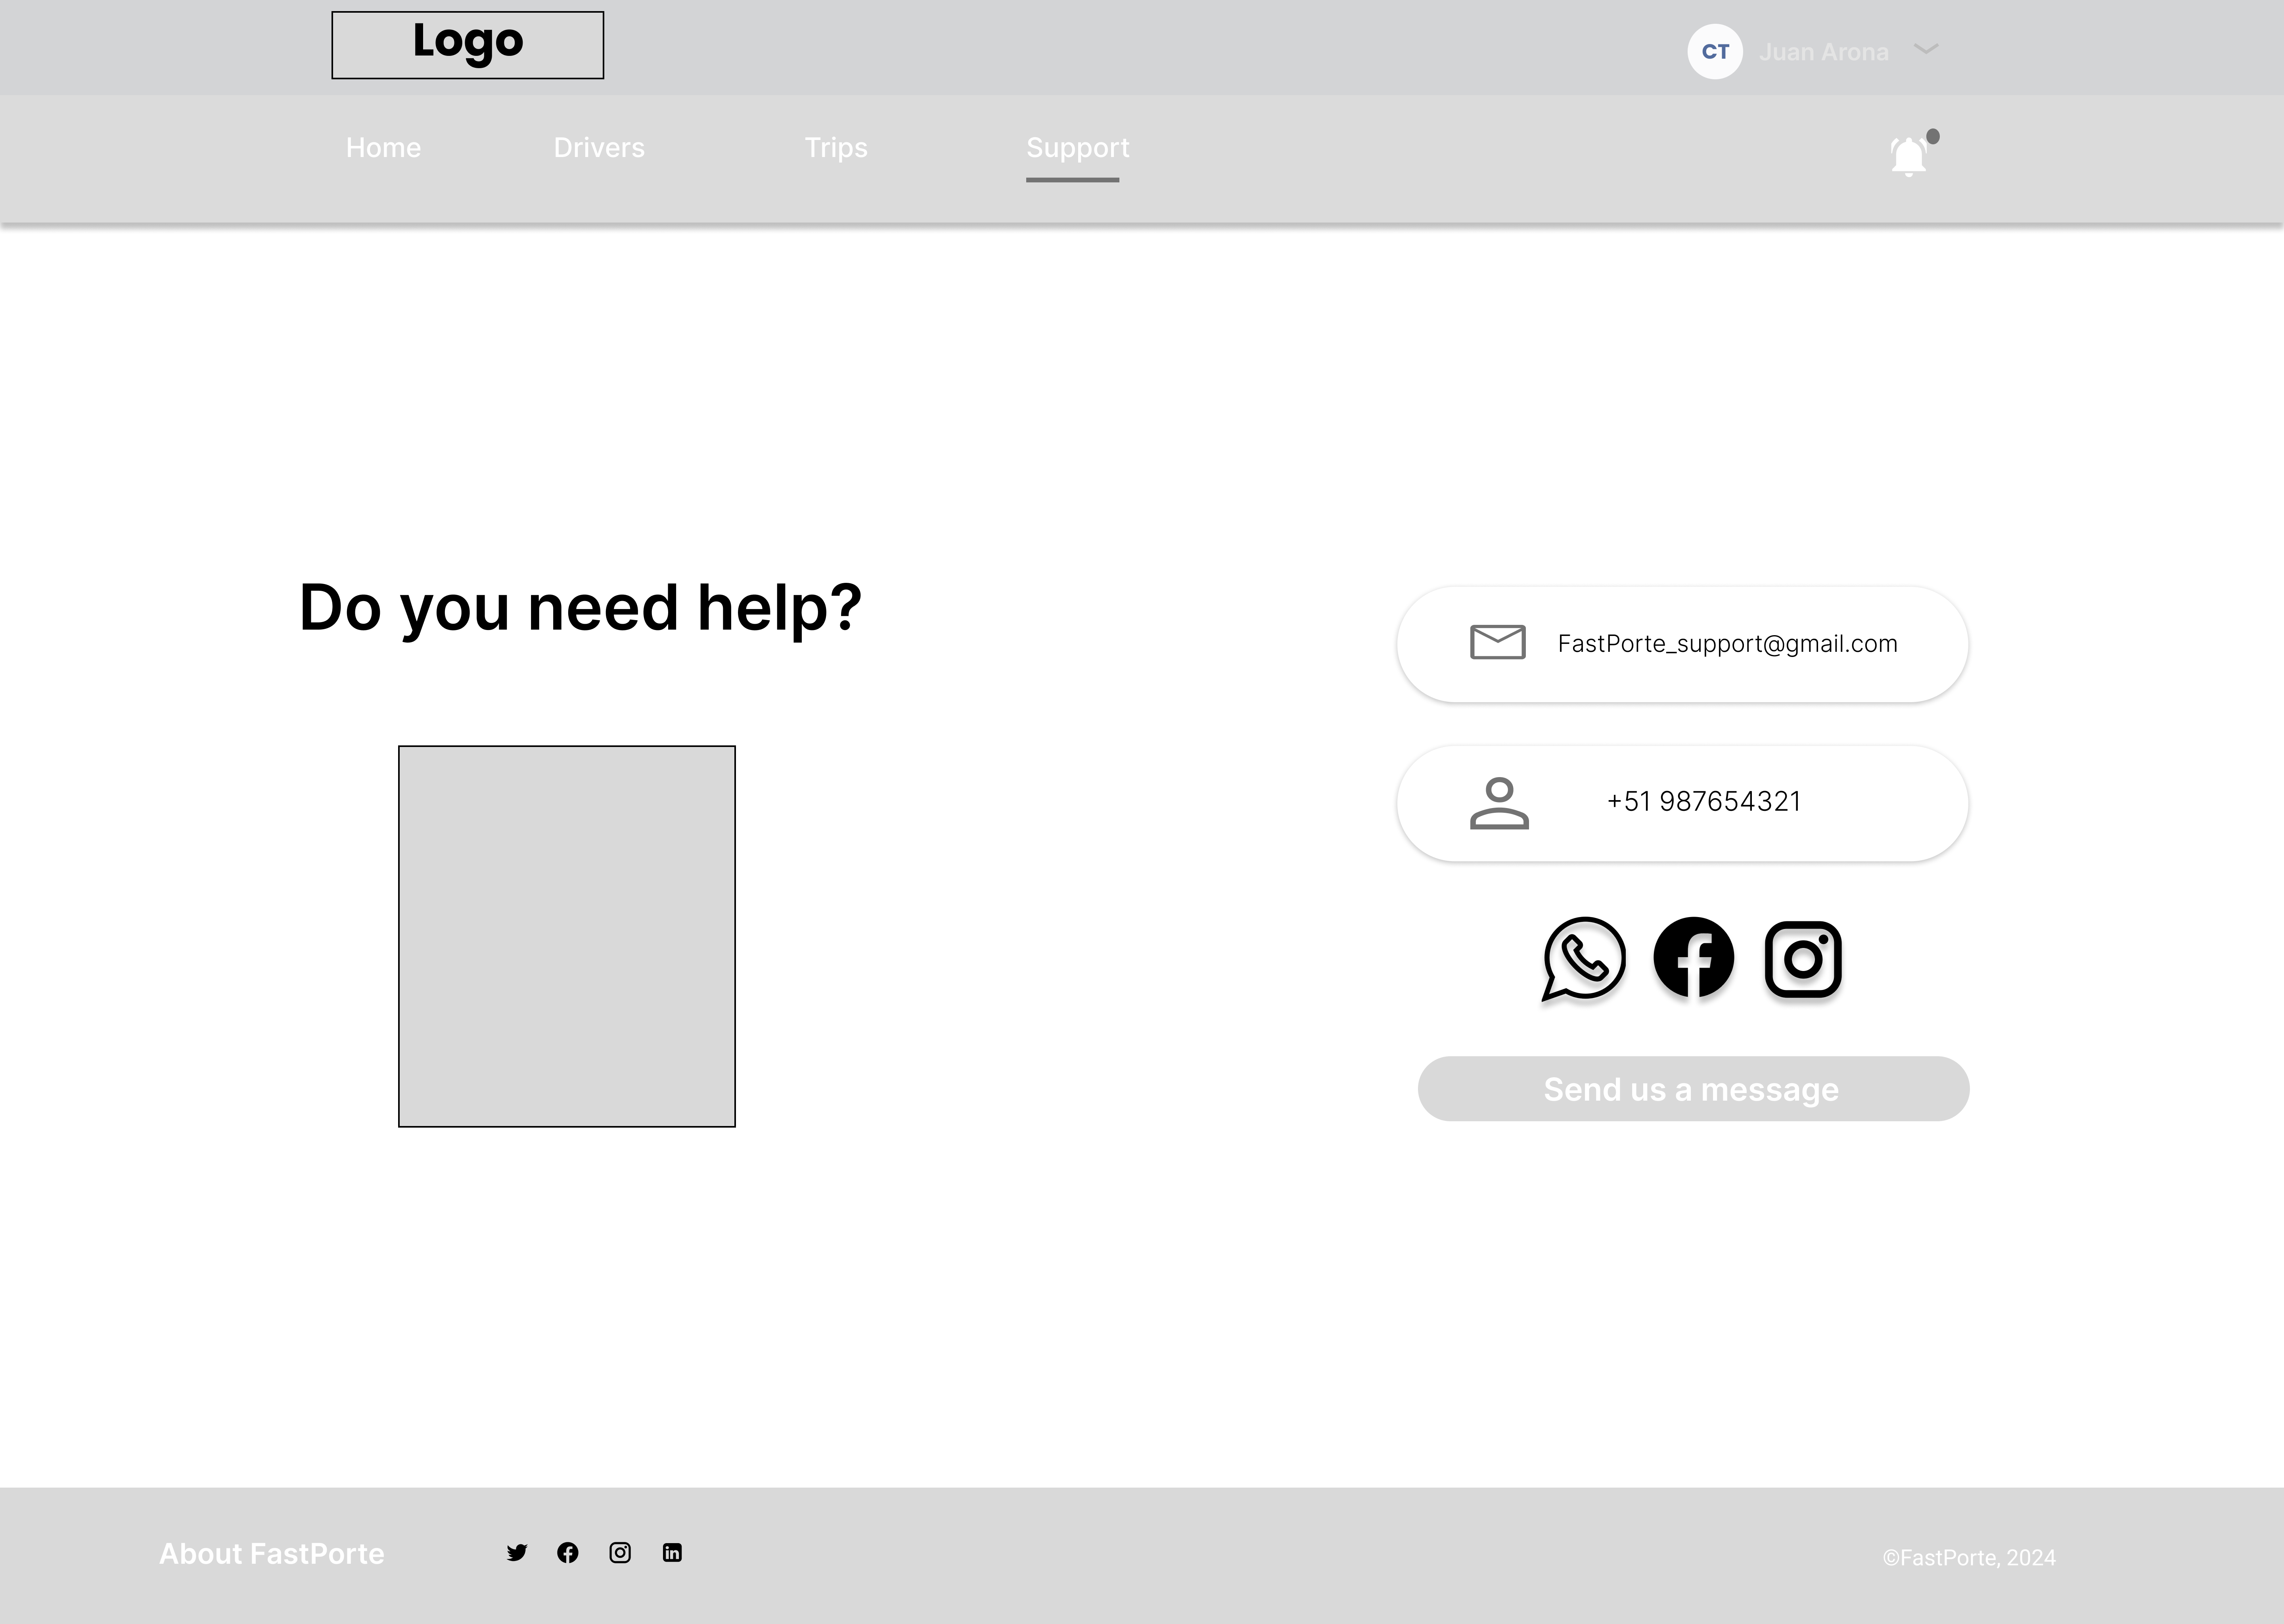 Logo
CT Juan Arona
Home Drivers Trips Support
Do you need help?
FastPorte_support@gmail.com
+51 987654321
Send us a message
About FastPorte
©FastPorte, 2024